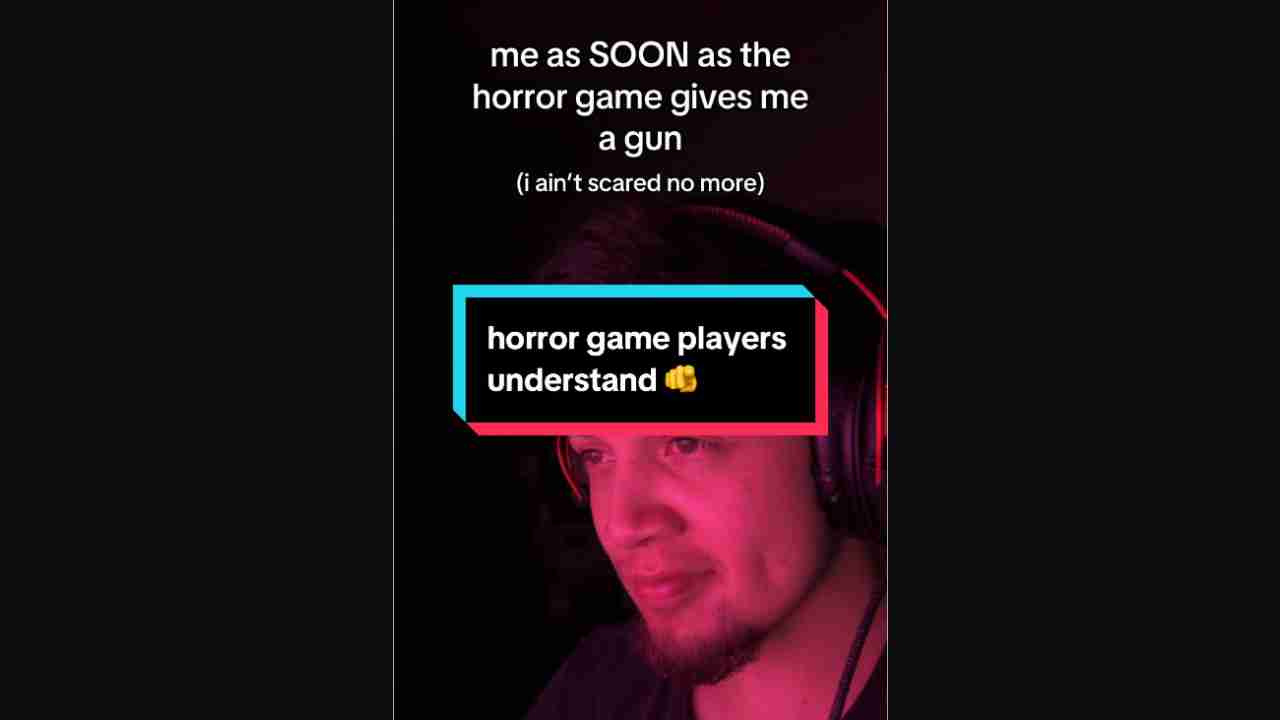 me as SOON as the
horror game gives me
a gun
(i ain’t scared no more)
horror game players
understand 🫵